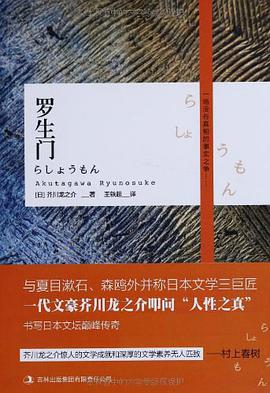 罗生门
らしょうもん
Akutagawa Ryunosuke
[日] 芥川龙之介 著 王轶超 译
一场没有真相的事实之争……
らしょうもん
与夏目漱石、森鸥外并称日本文学三巨匠
一代文豪芥川龙之介叩问“人性之真”
书写日本文坛巅峰传奇
芥川龙之介惊人的文学成就和深厚的文学素养无人匹敌
——村上春树
吉林出版集团有限责任公司